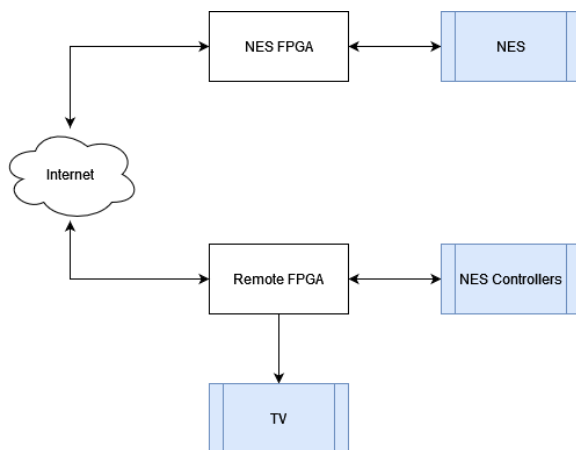 NES FPGA
NES
Internet
Remote FPGA
NES Controllers
TV